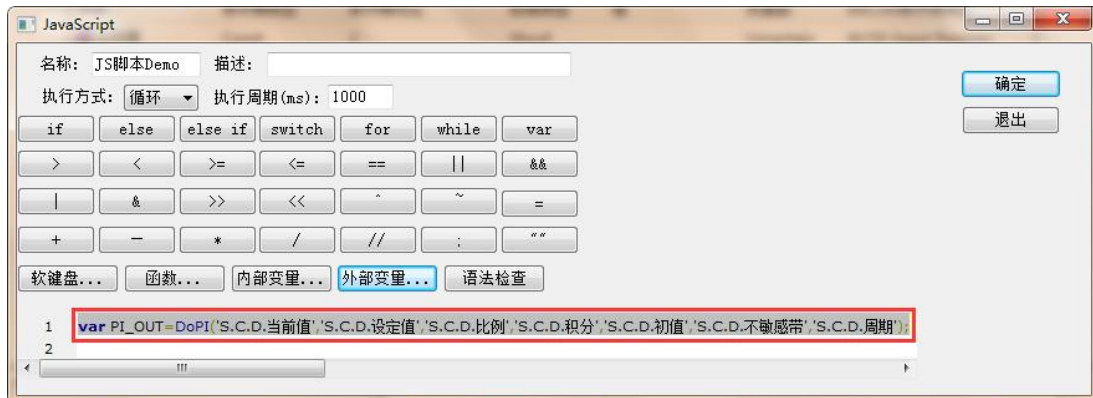 JavaScript
名称: JS脚本Demo 描述:
执行方式: 循环 执行周期(ms): 1000
确定
退出
if else else if switch for while var
> < >= <= == || &&
| & >> << ^ ~ =
+ - * / // ; ""
软键盘... 函数... 内部变量... 外部变量... 语法检查
1 var PI_OUT=DoPI('S.C.D.当前值','S.C.D.设定值','S.C.D.比例','S.C.D.积分','S.C.D.初值','S.C.D.不敏感带','S.C.D.周期');
2